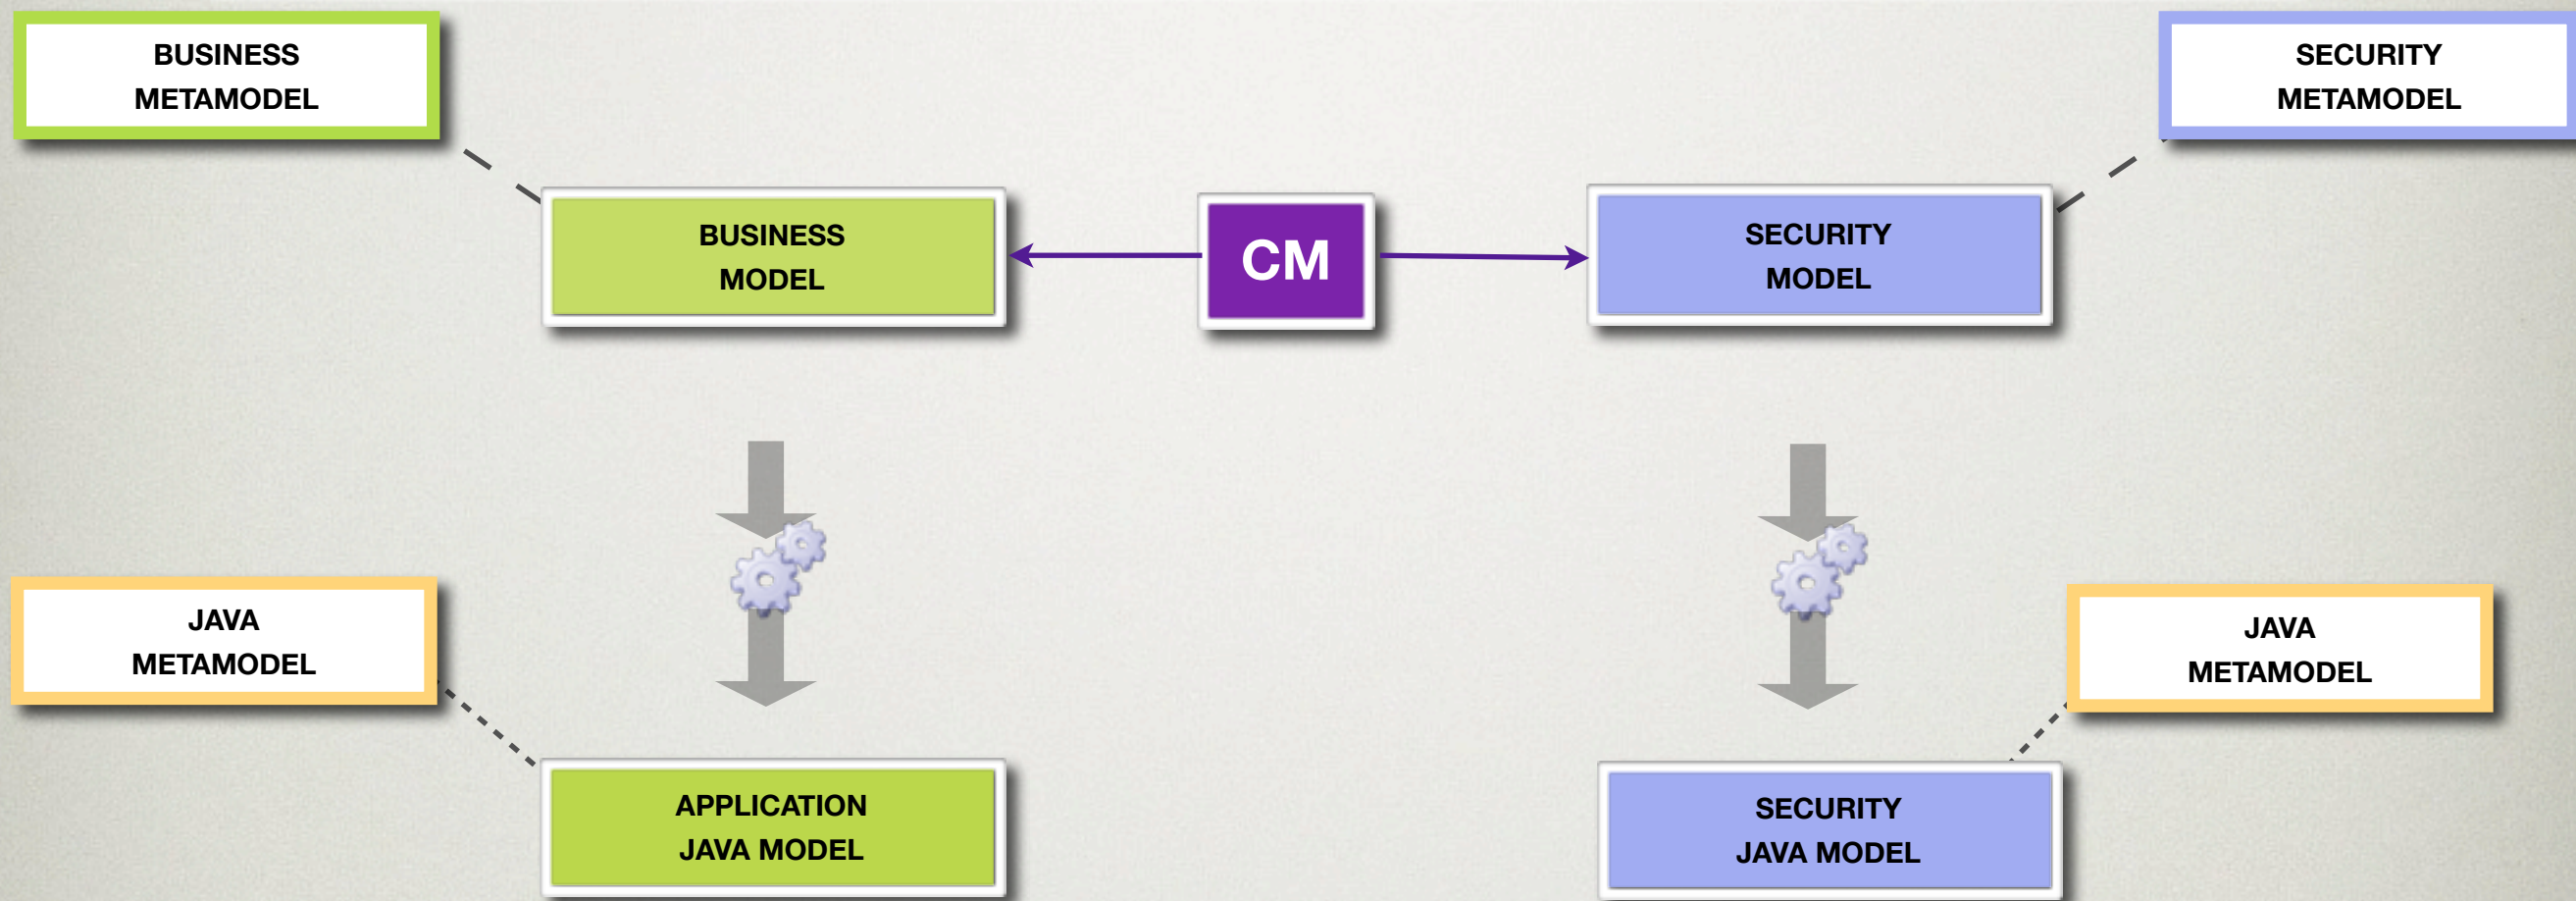 BUSINESS
METAMODEL
SECURITY
METAMODEL
BUSINESS
MODEL
CM
SECURITY
MODEL
JAVA
METAMODEL
JAVA
METAMODEL
APPLICATION
JAVA MODEL
SECURITY
JAVA MODEL